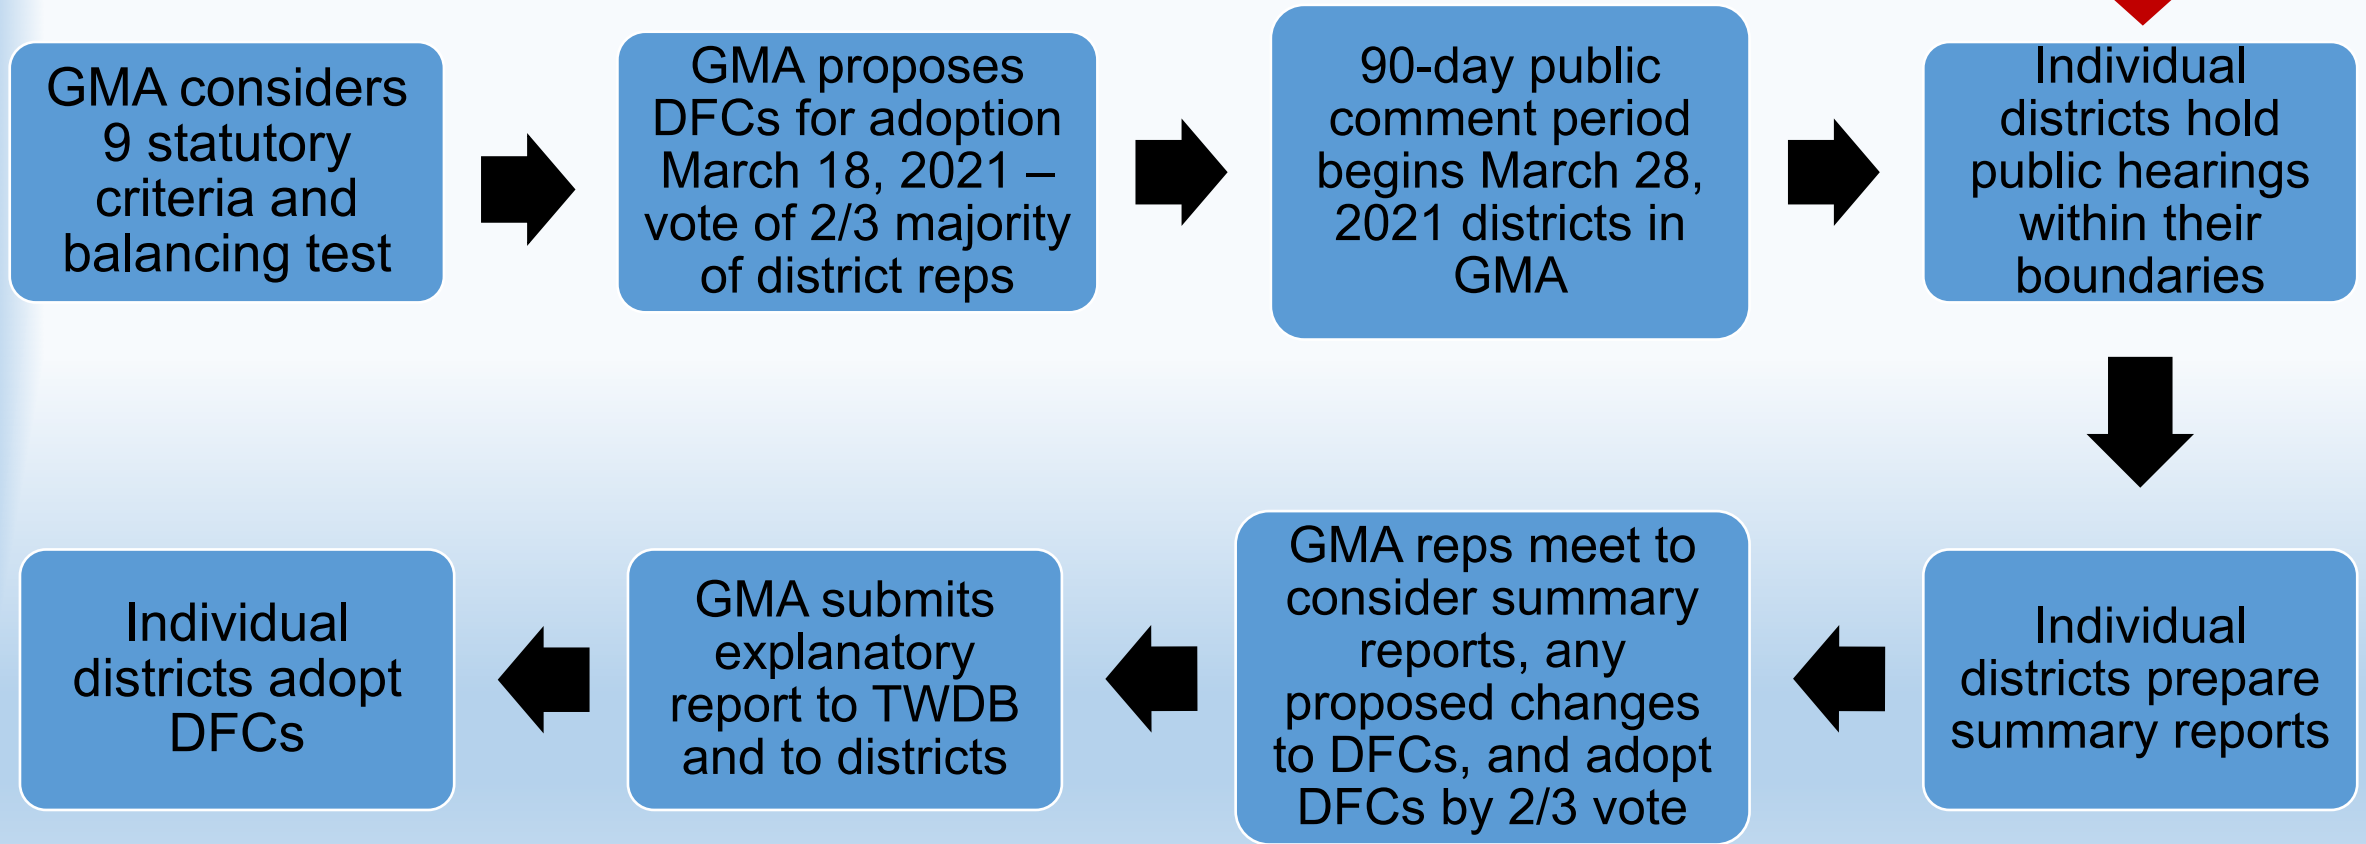 GMA considers
9 statutory
criteria and
balancing test
GMA proposes
DFCs for adoption
March 18, 2021 –
vote of 2/3 majority
of district reps
90-day public
comment period
begins March 28,
2021 districts in
GMA
Individual
districts hold
public hearings
within their
boundaries
Individual
districts prepare
summary reports
GMA reps meet to
consider summary
reports, any
proposed changes
to DFCs, and adopt
DFCs by 2/3 vote
GMA submits
explanatory
report to TWDB
and to districts
Individual
districts adopt
DFCs